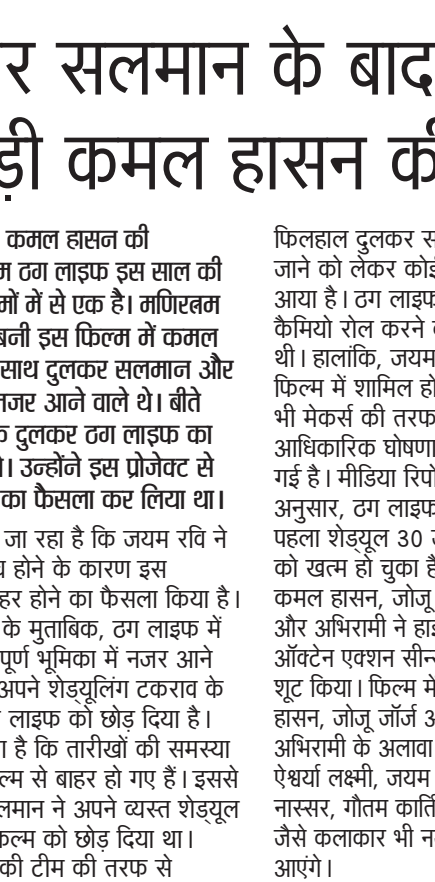 र सलमान के बाद
ड़ी कमल हासन की
कमल हासन की
म ठग लाइफ इस साल की
मों में से एक है। मणिरत्नम
बनी इस फिल्म में कमल
साथ दुलकर सलमान और
नजर आने वाले थे। बीते
क दुलकर ठग लाइफ का
थे। उन्होंने इस प्रोजेक्ट से
का फैसला कर लिया था।
जा रहा है कि जयम रवि ने
य होने के कारण इस
हर होने का फैसला किया है।
के मुताबिक, ठग लाइफ में
पूर्ण भूमिका में नजर आने
अपने शेड्यूलिंग टकराव के
लाइफ को छोड़ दिया है।
ा है कि तारीखों की समस्या
ल्म से बाहर हो गए हैं। इससे
लमान ने अपने व्यस्त शेड्यूल
फिल्म को छोड़ दिया था।
की टीम की तरफ से
फिलहाल दुलकर स
जाने को लेकर कोई
आया है। ठग लाइफ
कैमियो रोल करने व
थी। हालांकि, जयम
फिल्म में शामिल हो
भी मेकर्स की तरफ
आधिकारिक घोषणा
गई है। मीडिया रिपो
अनुसार, ठग लाइफ
पहला शेड्यूल 30 ज
को खत्म हो चुका है
कमल हासन, जोजू
और अभिरामी ने हाइ
ऑक्टेन एक्शन सीन्स
शूट किया। फिल्म मे
हासन, जोजू जॉर्ज अ
अभिरामी के अलावा
ऐश्वर्या लक्ष्मी, जयम
नास्सर, गौतम कार्ति
जैसे कलाकार भी न
आएंगे।